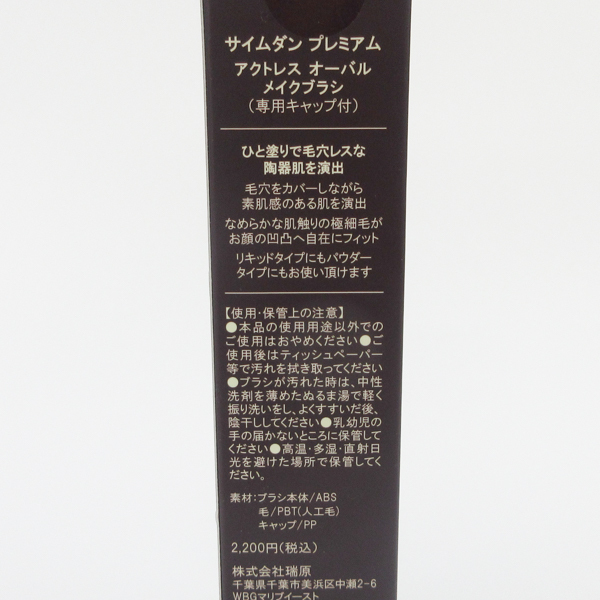 サイムダン プレミアム
アクトレス オーバル
メイクブラシ
（専用キャップ付）
ひと塗りで毛穴レスな
陶器肌を演出
毛穴をカバーしながら
素肌感のある肌を演出
なめらかな肌触りの極細毛が
お顔の凹凸へ自在にフィット
リキッドタイプにもパウダー
タイプにもお使い頂けます
【使用・保管上の注意】
●本品の使用用途以外での
ご使用はおやめください●ご
使用後はティッシュペーパー
等で汚れを拭き取ってください
●ブラシが汚れた時は、中性
洗剤を薄めたぬるま湯で軽く
振り洗いをし、よくすすいだ後、
陰干ししてください●乳幼児の
手の届かないところに保管して
ください●高温・多湿・直射日
光を避けた場所で保管してく
ださい。
素材：ブラシ本体/ABS
毛/PBT(人工毛)
キャップ/PP
2,200円(税込)
株式会社瑞原
千葉県千葉市美浜区中瀬2-6
WBGマリブイースト